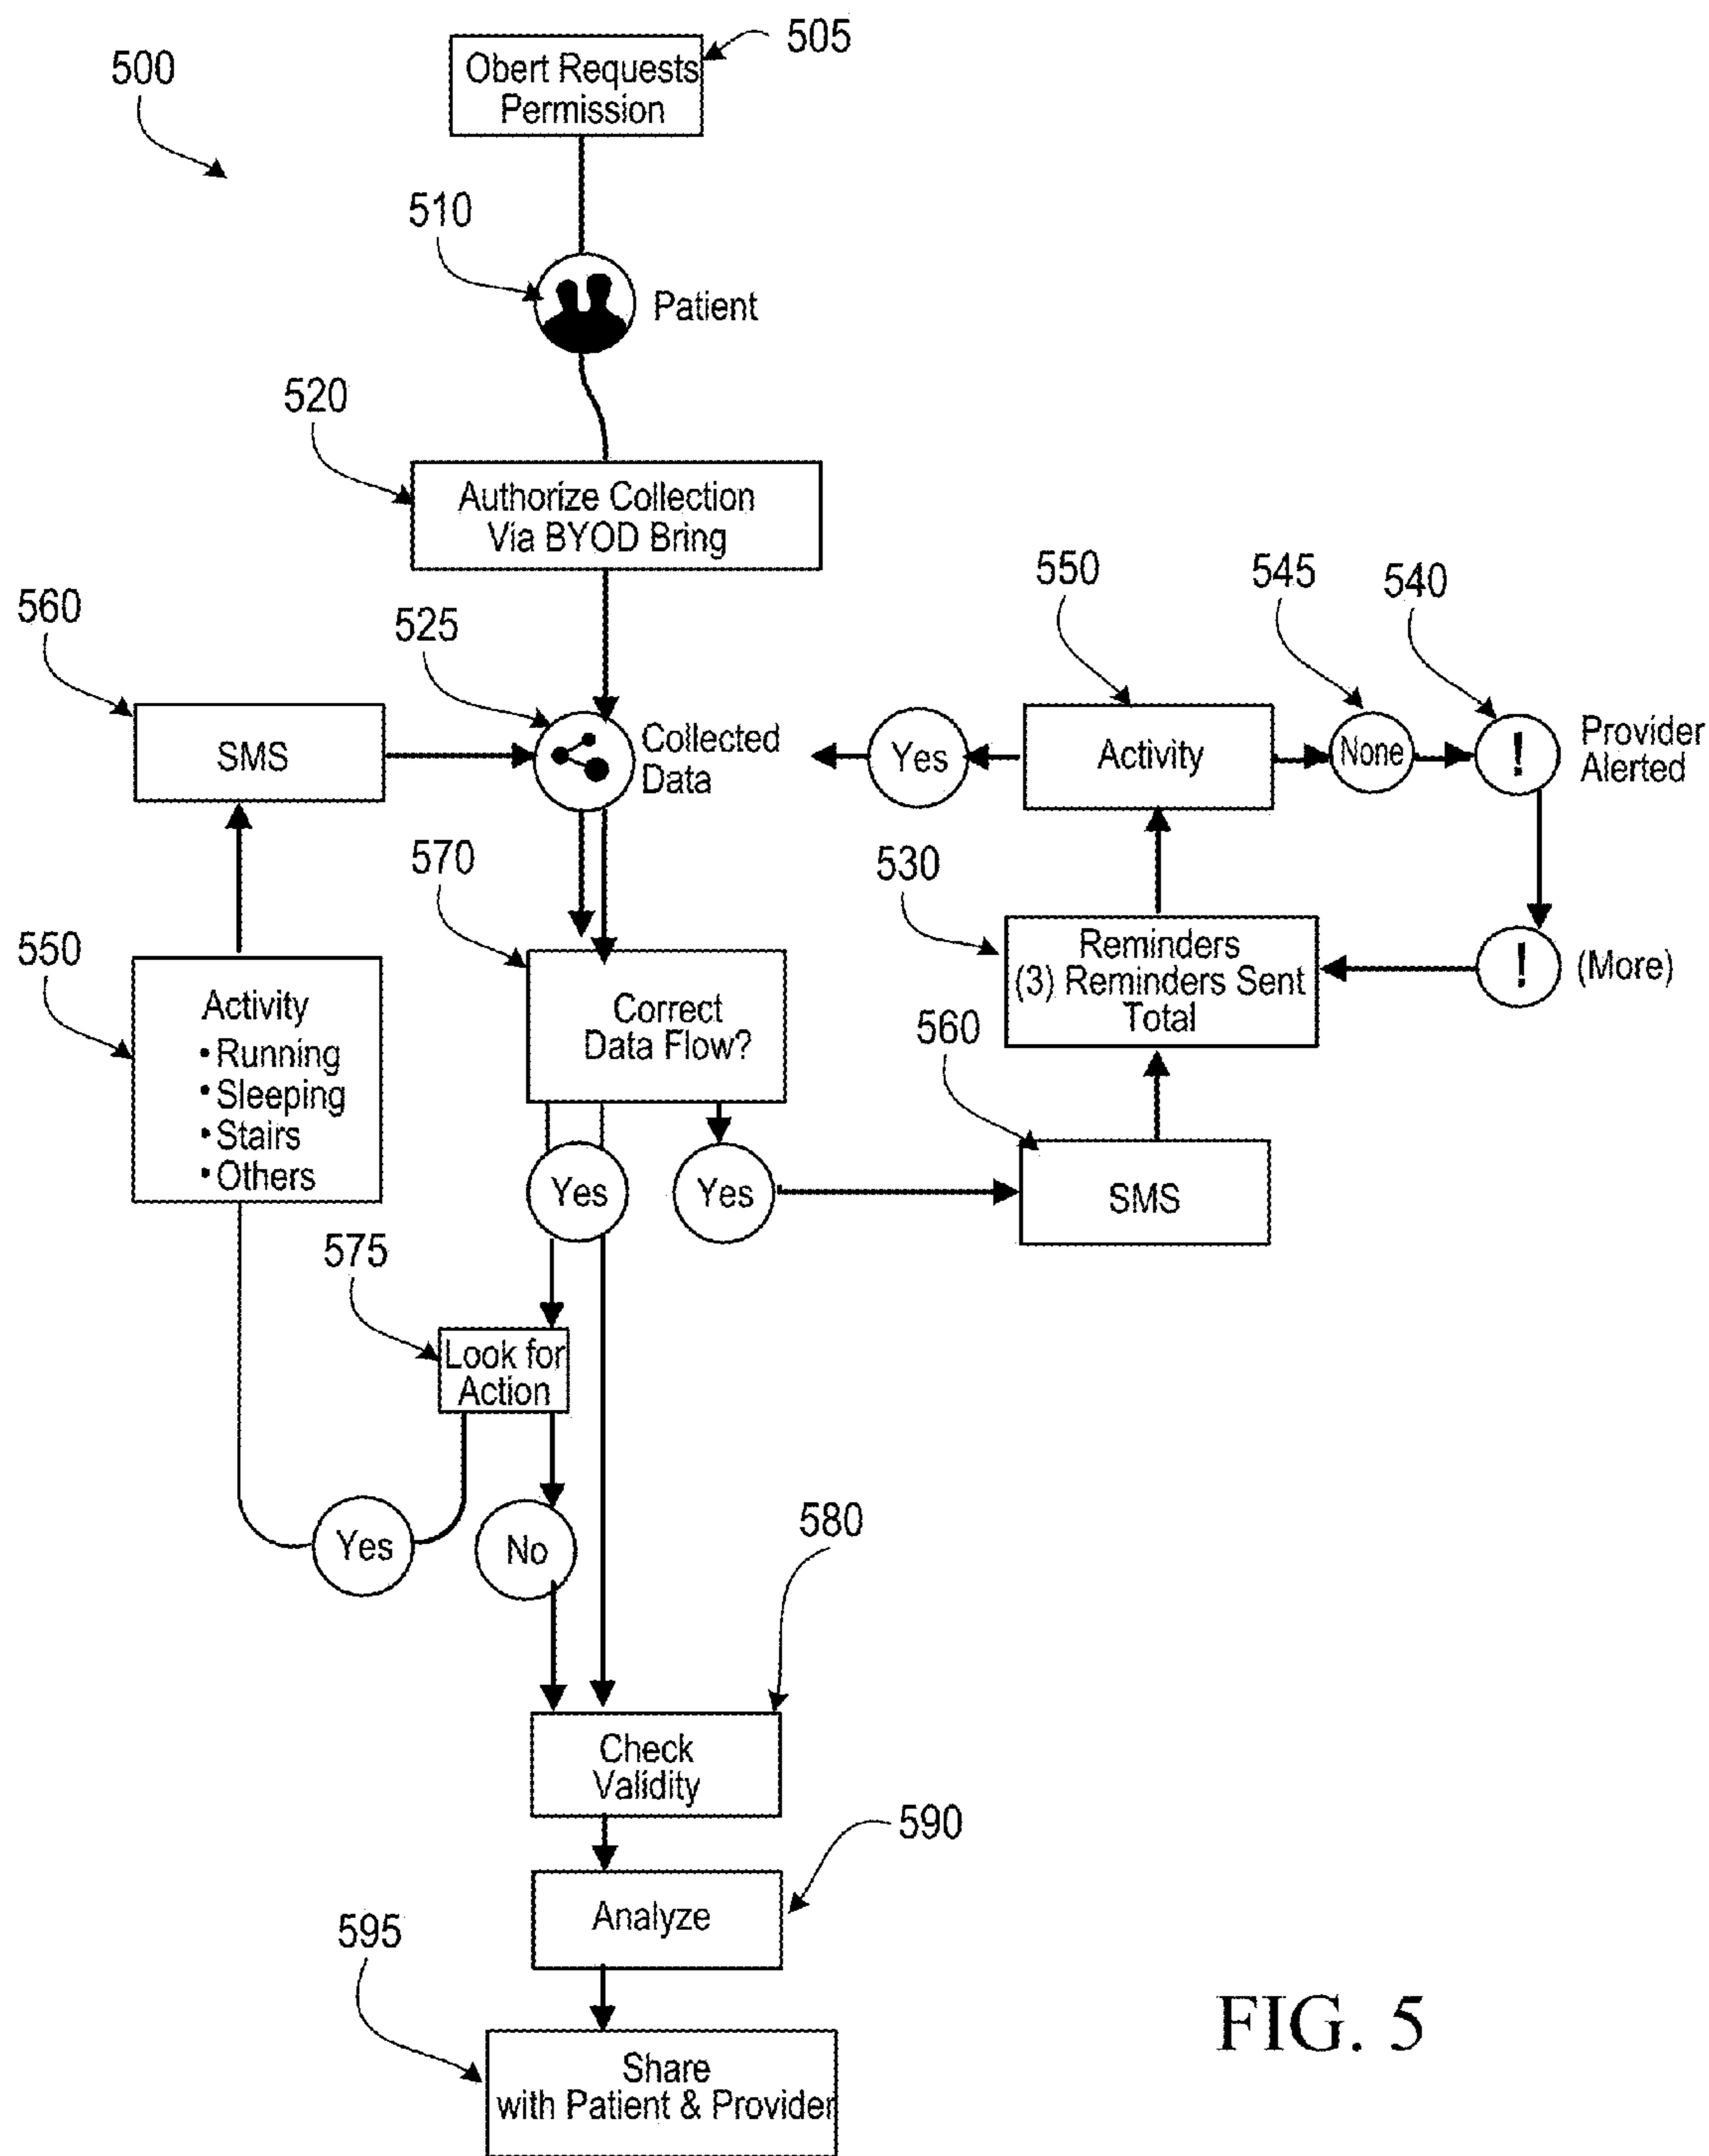 505
Obert Requests
Permission
500
510
Patient
520
Authorize Collection
Via BYOD Bring
560
SMS
525
Collected
Data
Yes
550
Activity
545
None
540
!
Provider
Alerted
530
Reminders
(3) Reminders Sent
Total
!
(More)
550
Activity
• Running
• Sleeping
• Stairs
• Others
570
Correct
Data Flow?
Yes
Yes
560
SMS
575
Look for
Action
Yes
No
580
Check
Validity
590
Analyze
595
Share
with Patient & Provider
FIG. 5